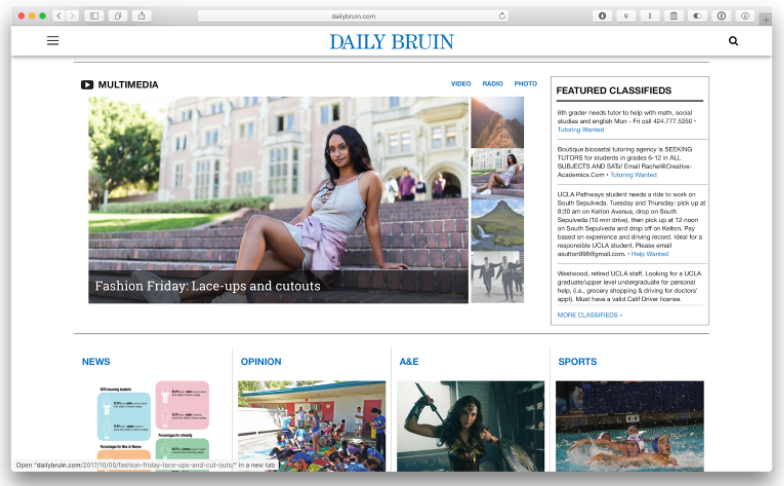 dailybruin.com
DAILY BRUIN
MULTIMEDIA
VIDEO RADIO PHOTO
Fashion Friday: Lace-ups and cutouts
FEATURED CLASSIFIEDS
6th grader needs tutor to help with math, social
studies and english Mon - Fri call 424.777.5350 •
Tutoring Wanted
Boutique bicoastal tutoring agency is SEEKING
TUTORS for students in grades 6-12 in ALL
SUBJECTS AND SATs! Email Rachel@Creative-
Academics.Com • Tutoring Wanted
UCLA Pathways student needs a ride to work on
South Sepulveda. Tuesday and Thursday: pick up at
8:30 am on Kelton Avenue, drop on South
Sepulveda (10 min drive), then pick up at 12 noon
on South Sepulveda and drop off on Kelton. Pay
based on experience and driving record. Ideal for a
responsible UCLA student. Please email
asutton998@gmail.com. • Help Wanted
Westwood, retired UCLA staff. Looking for a UCLA
graduate/upper level undergraduate for personal
help, (i.e., grocery shopping & driving for doctors'
appt). Must have a valid Calif Driver license.
MORE CLASSIFIEDS »
NEWS
OPINION
A&E
SPORTS
Percentages for Men & Women
Percentages for ethnicity
Open "dailybruin.com/2017/10/05/fashion-friday-lace-ups-and-cut-outs/" in a new tab